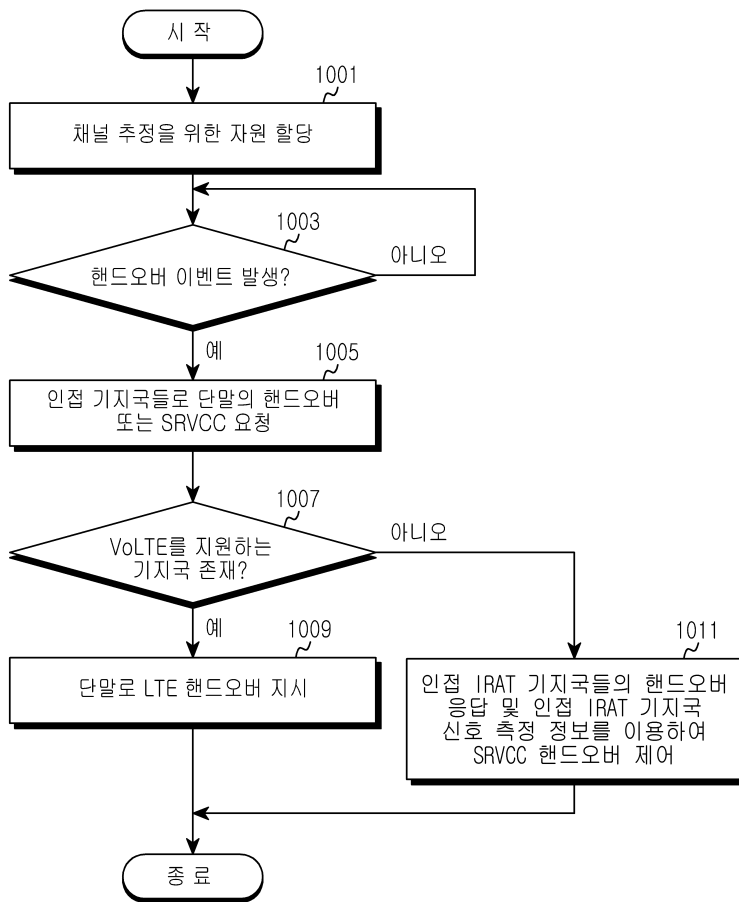 시 작
1001
채널 추정을 위한 자원 할당
1003
핸드오버 이벤트 발생?
아니오
예
1005
인접 기지국들로 단말의 핸드오버
또는 SRVCC 요청
1007
VoLTE를 지원하는
기지국 존재?
아니오
예
1009
단말로 LTE 핸드오버 지시
1011
인접 IRAT 기지국들의 핸드오버
응답 및 인접 IRAT 기지국
신호 측정 정보를 이용하여
SRVCC 핸드오버 제어
종 료